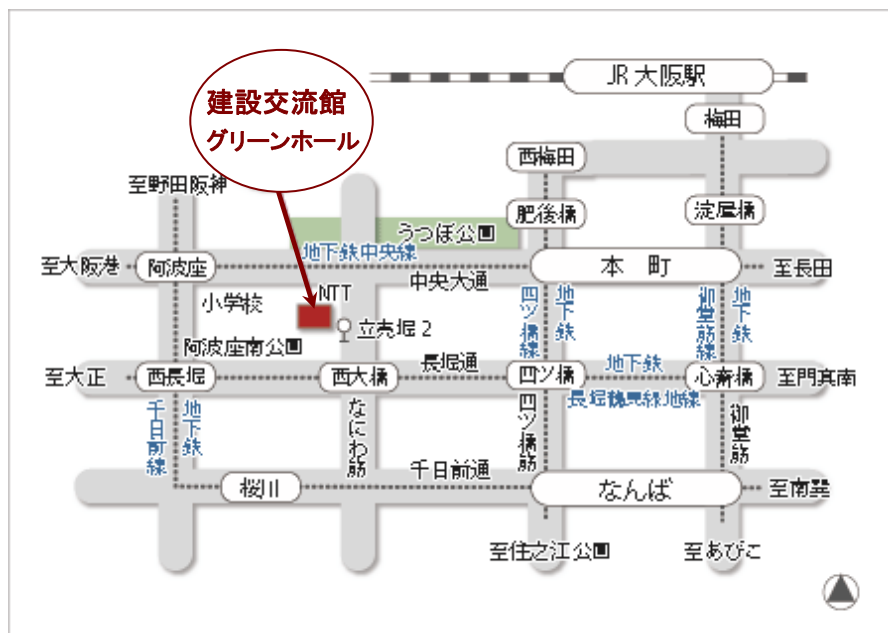 JR大阪駅
建設交流館
グリーンホール
梅田
西梅田
至野田阪神
肥後橋
淀屋橋
うつぼ公園
地下鉄中央線
至大阪港
阿波座
本 町
至長田
中央大通
小学校
NTT
四ツ橋線
地下鉄
御堂筋線
地下鉄
立売堀2
阿波座南公園
長堀通
地下鉄
至大正
西長堀
西大橋
四ツ橋
心斎橋
至門真南
長堀鶴見緑地線
千日前線
地下鉄
なにわ筋
四ツ橋筋
御堂筋
千日前通
桜川
なんば
至南巽
至住之江公園
至あびこ